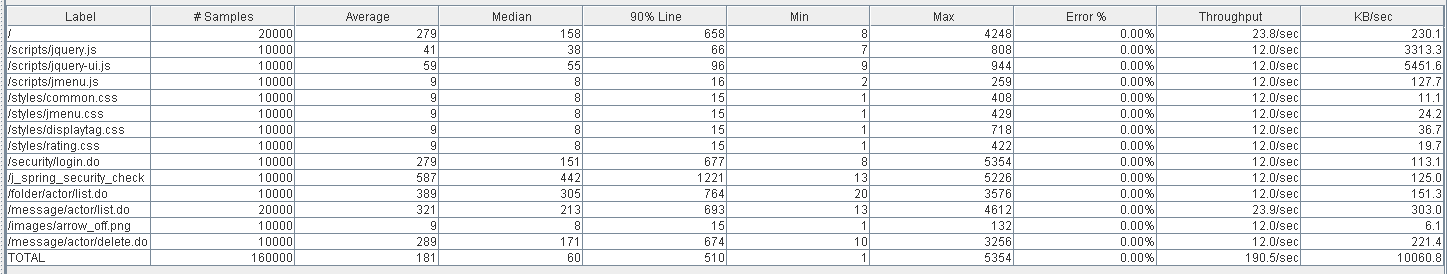 Label # Samples Average Median 90% Line Min Max Error % Throughput KB/sec
/ 20000 279 158 658 8 4248 0.00% 23.8/sec 230.1
/scripts/jquery.js 10000 41 38 66 7 808 0.00% 12.0/sec 3313.3
/scripts/jquery-ui.js 10000 59 55 96 9 944 0.00% 12.0/sec 5451.6
/scripts/jmenu.js 10000 9 8 16 2 259 0.00% 12.0/sec 127.7
/styles/common.css 10000 9 8 15 1 408 0.00% 12.0/sec 11.1
/styles/jmenu.css 10000 9 8 15 1 429 0.00% 12.0/sec 24.2
/styles/displaytag.css 10000 9 8 15 1 718 0.00% 12.0/sec 36.7
/styles/rating.css 10000 9 8 15 1 422 0.00% 12.0/sec 19.7
/security/login.do 10000 279 151 677 8 5354 0.00% 12.0/sec 113.1
/j_spring_security_check 10000 587 442 1221 13 5226 0.00% 12.0/sec 125.0
/folder/actor/list.do 10000 389 305 764 20 3576 0.00% 12.0/sec 151.3
/message/actor/list.do 20000 321 213 693 13 4612 0.00% 23.9/sec 303.0
/images/arrow_off.png 10000 9 8 15 1 132 0.00% 12.0/sec 6.1
/message/actor/delete.do 10000 289 171 674 10 3256 0.00% 12.0/sec 221.4
TOTAL 160000 181 60 510 1 5354 0.00% 190.5/sec 10060.8